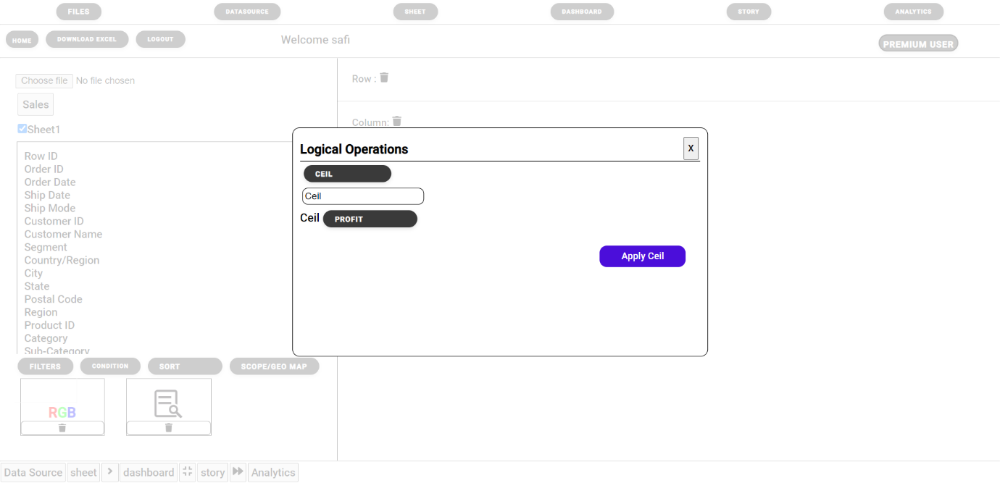 FILES DATASOURCE SHEET DASHBOARD STORY ANALYTICS
HOME DOWNLOAD EXCEL LOGOUT Welcome safi PREMIUM USER
Choose file No file chosen
Row :
Sales
Column:
Sheet1
Logical Operations X
CEIL
Ceil
Ceil PROFIT
Apply Ceil
Row ID
Order ID
Order Date
Ship Date
Ship Mode
Customer ID
Customer Name
Segment
Country/Region
City
State
Postal Code
Region
Product ID
Category
Sub-Category
FILTERS CONDITION SORT SCOPE/GEO MAP
RGB
Data Source sheet dashboard story Analytics